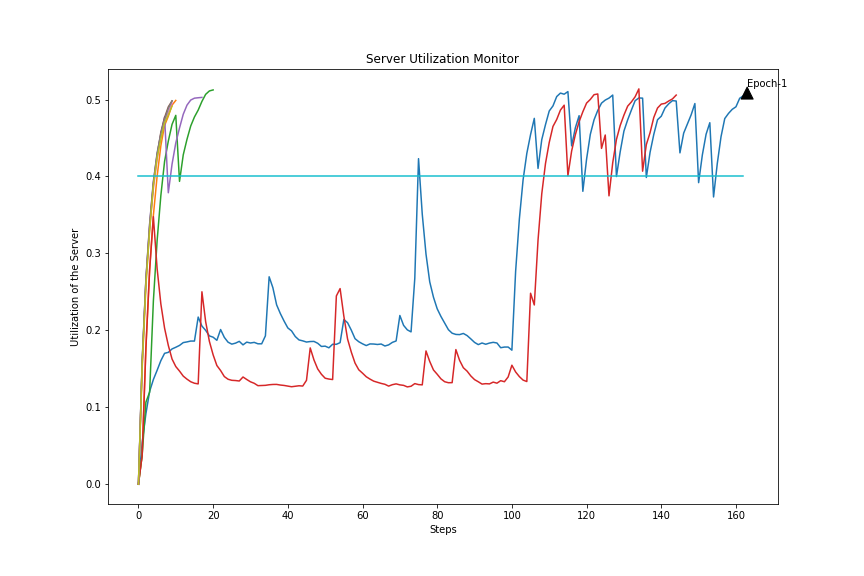 Server Utilization Monitor
Epoch-1
Utilization of the Server
0.5
0.4
0.3
0.2
0.1
0.0
0 20 40 60 80 100 120 140 160
Steps